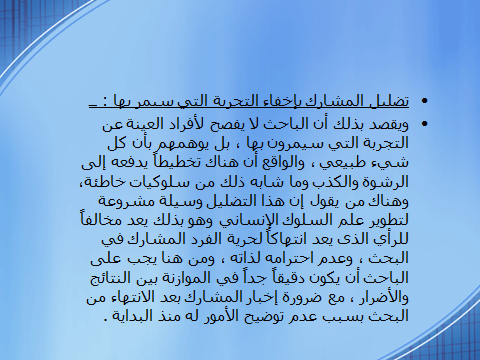 • تضليل المشارك بإخفاء التجربة التي سيمر بها : ـ
• ويقصد بذلك أن الباحث لا يفصح لأفراد العينة عن
التجربة التي سيمرون بها ، بل يوهمهم بأن كل
شيء طبيعي ، والواقع أن هناك تخطيطاً يدفعه إلى
الرشوة والكذب وما شابه ذلك من سلوكيات خاطئة،
وهناك من يقول إن هذا التضليل وسيلة مشروعة
لتطوير علم السلوك الإنساني وهو بذلك يعد مخالفاً
للرأي الذى يعد انتهاكاً لحرية الفرد المشارك في
البحث ، وعدم احترامه لذاته ، ومن هنا يجب على
الباحث أن يكون دقيقاً جداً في الموازنة بين النتائج
والأضرار ، مع ضرورة إخبار المشارك بعد الانتهاء من
البحث بسبب عدم توضيح الأمور له منذ البداية .